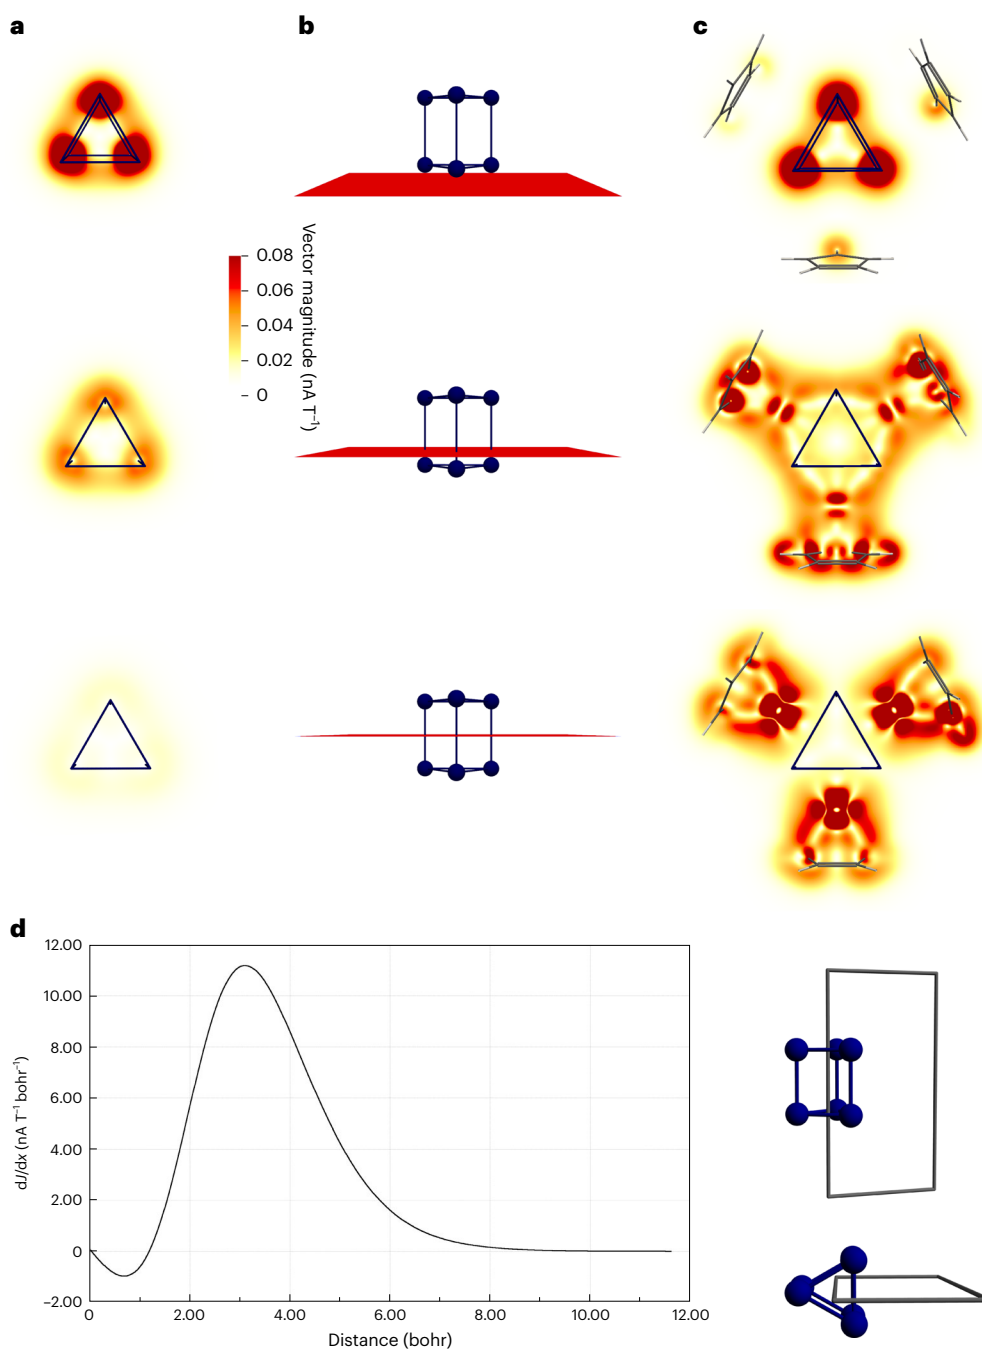 a
b
c
0.08
0.06
0.04
0.02
0
Vector magnitude (nA T⁻¹)
d
12.00
10.00
8.00
6.00
4.00
2.00
0
−2.00
dJ/dx (nA T⁻¹ bohr⁻¹)
0 2.00 4.00 6.00 8.00 10.00 12.00
Distance (bohr)